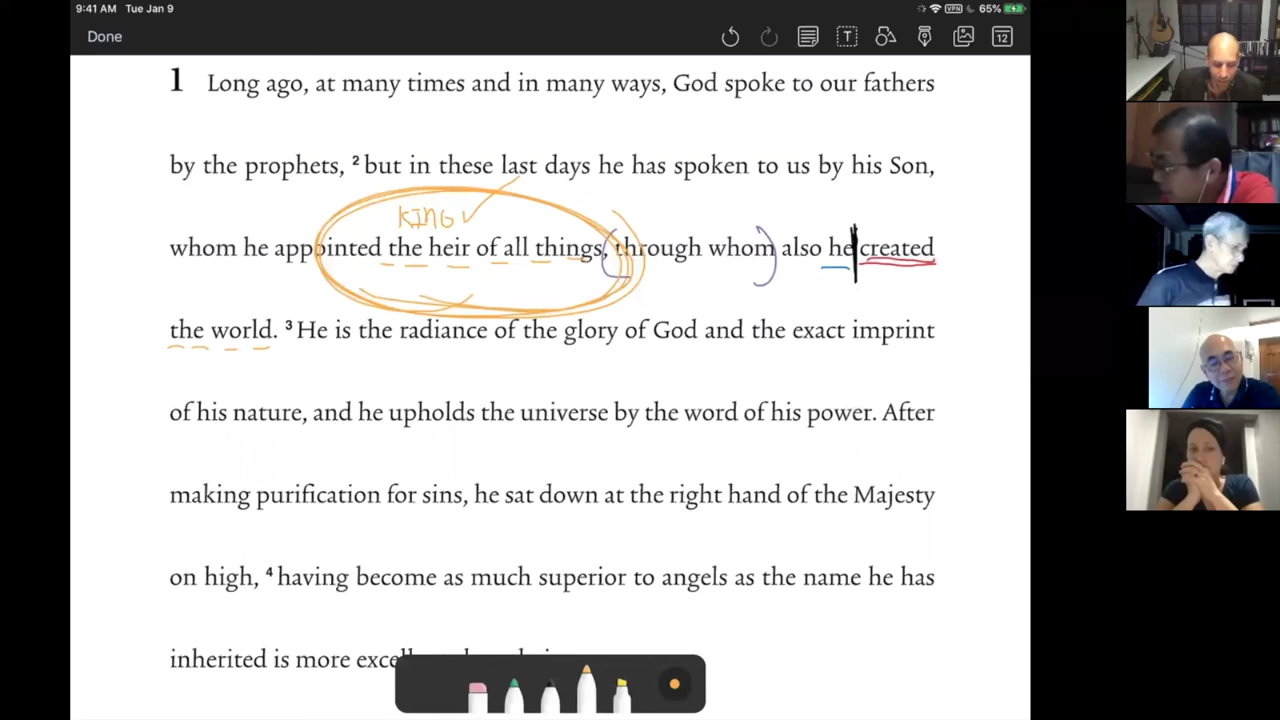 9:41 AM Tue Jan 9
VPN 65%
Done
12
1 Long ago, at many times and in many ways, God spoke to our fathers
by the prophets, 2 but in these last days he has spoken to us by his Son,
KING
whom he appointed the heir of all things, through whom also he created
the world. 3 He is the radiance of the glory of God and the exact imprint
of his nature, and he upholds the universe by the word of his power. After
making purification for sins, he sat down at the right hand of the Majesty
on high, 4 having become as much superior to angels as the name he has
inherited is more